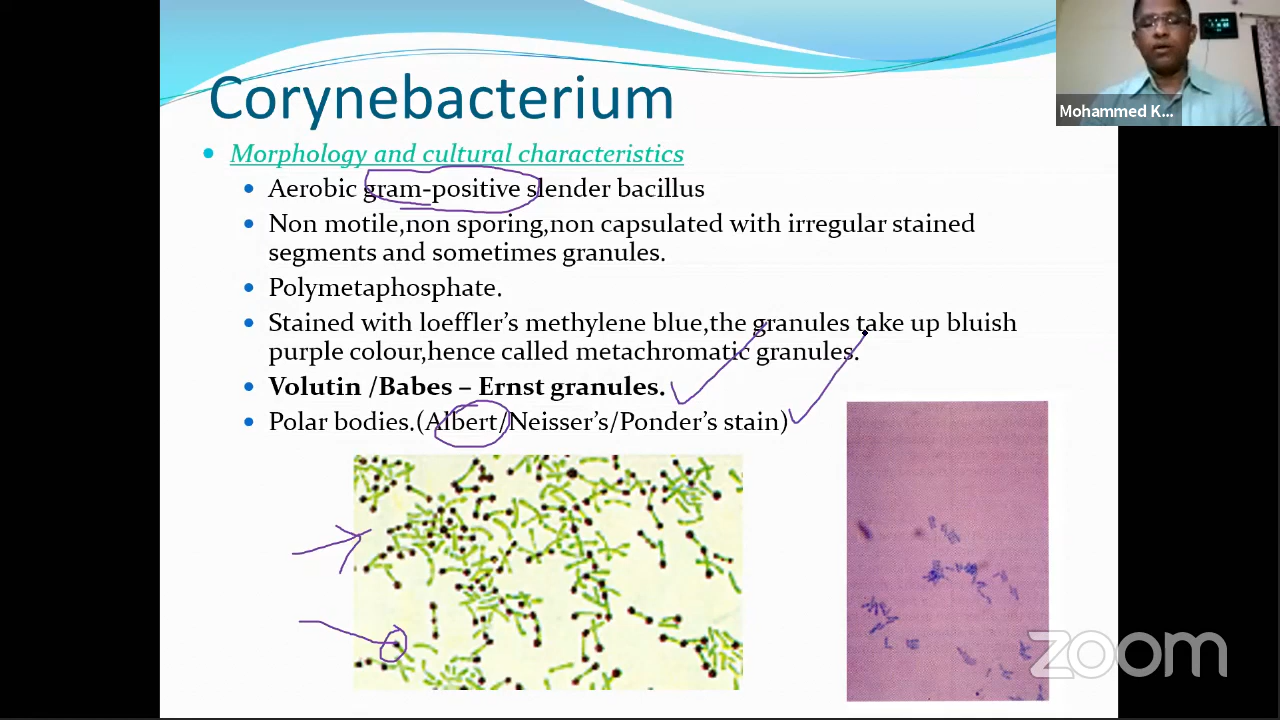 Corynebacterium
Morphology and cultural characteristics
Aerobic gram-positive slender bacillus
Non motile,non sporing,non capsulated with irregular stained
segments and sometimes granules.
Polymetaphosphate.
Stained with loeffler's methylene blue,the granules take up bluish
purple colour,hence called metachromatic granules.
Volutin /Babes – Ernst granules.
Polar bodies.(Albert/Neisser's/Ponder's stain)
Mohammed K...
zoom